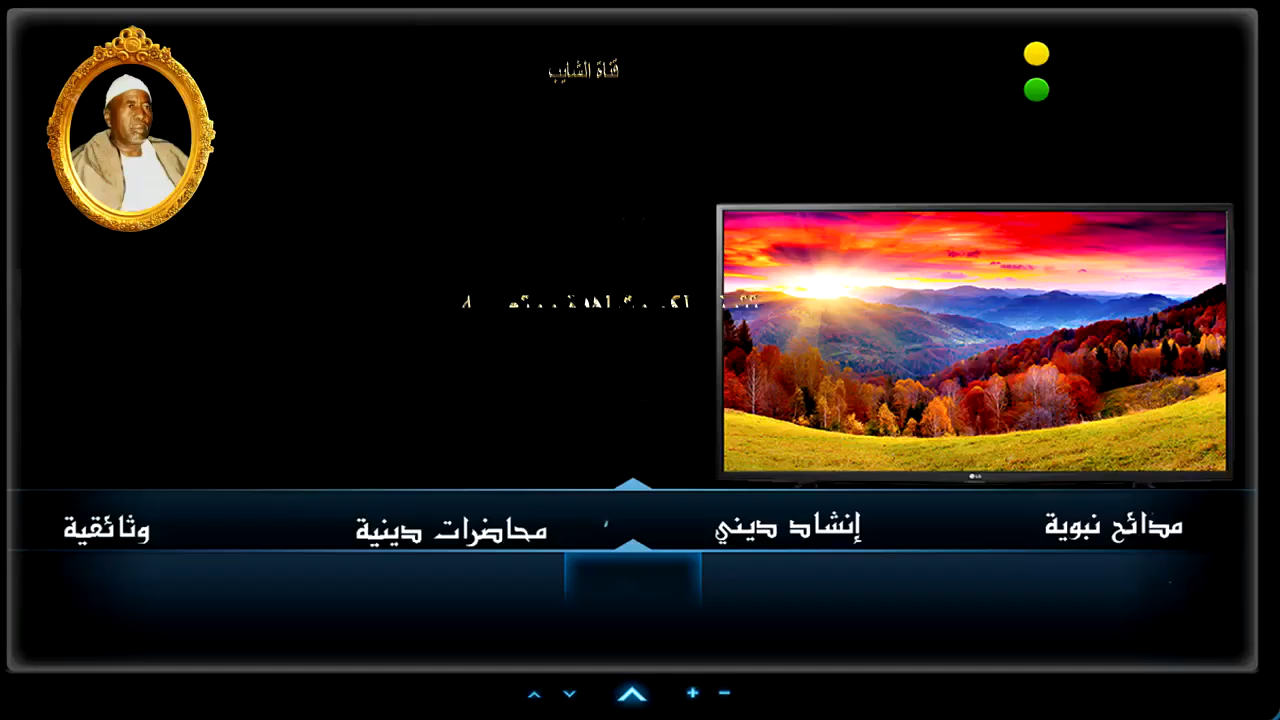 قناة الشايب
مدائح نبوية
إنشاد ديني
محاضرات دينية
وثائقية